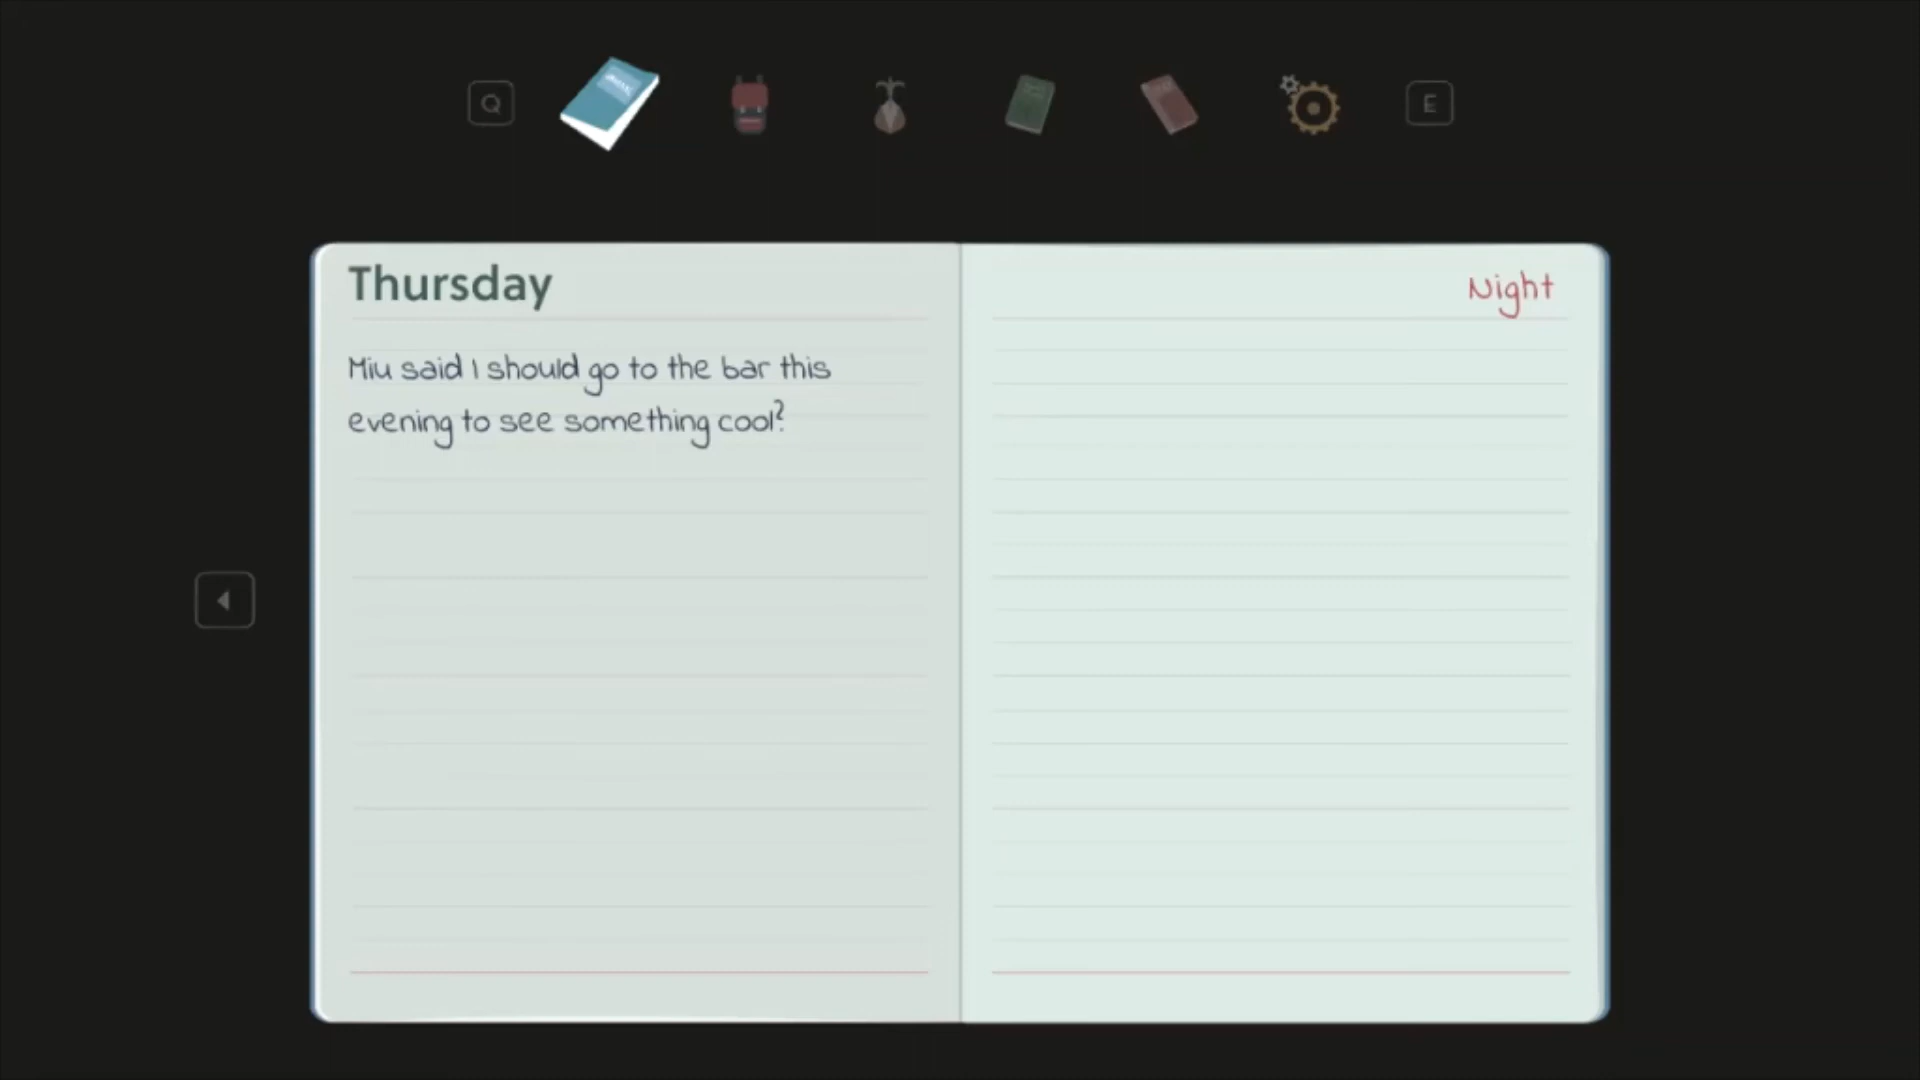 Q
E
Thursday
Night
Miu said I should go to the bar this
evening to see something cool?